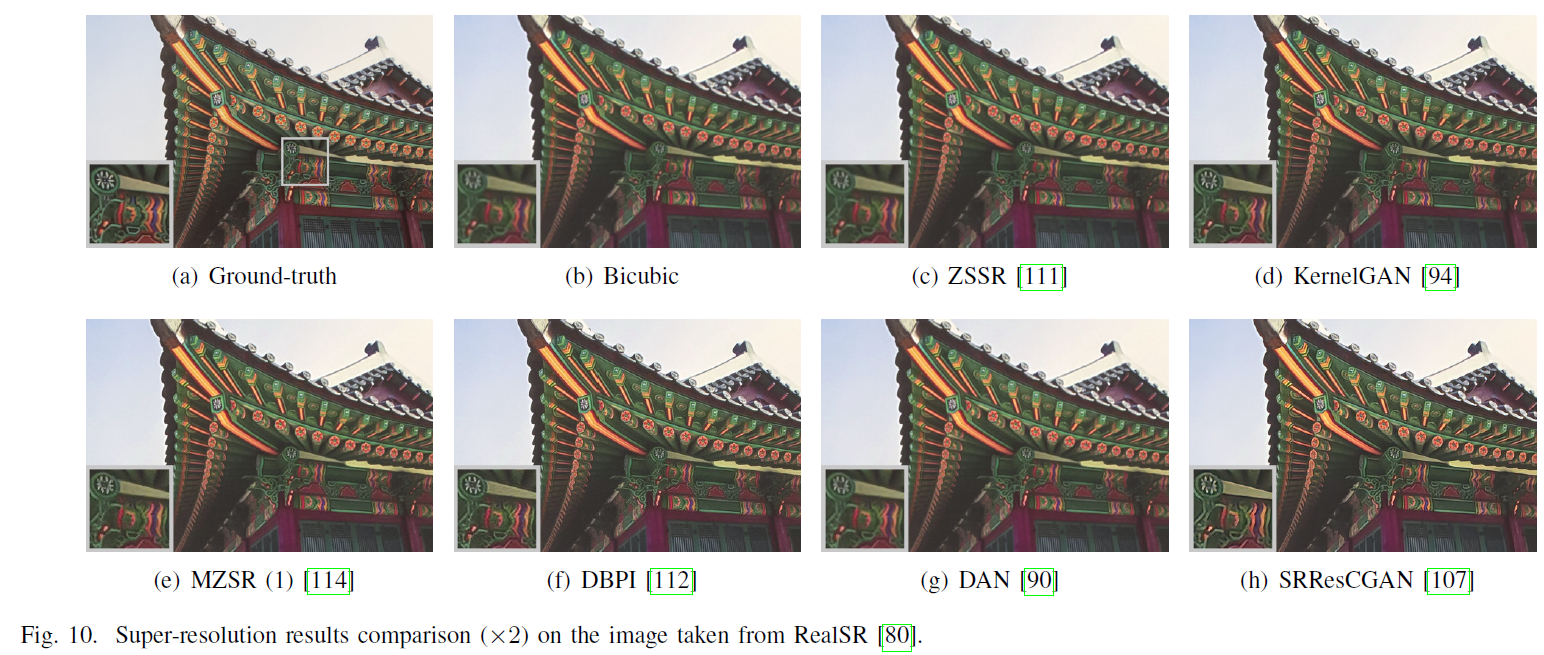 (a) Ground-truth
(b) Bicubic
(c) ZSSR [111]
(d) KernelGAN [94]
(e) MZSR (1) [114]
(f) DBPI [112]
(g) DAN [90]
(h) SRResCGAN [107]
Fig. 10. Super-resolution results comparison (×2) on the image taken from RealSR [80].